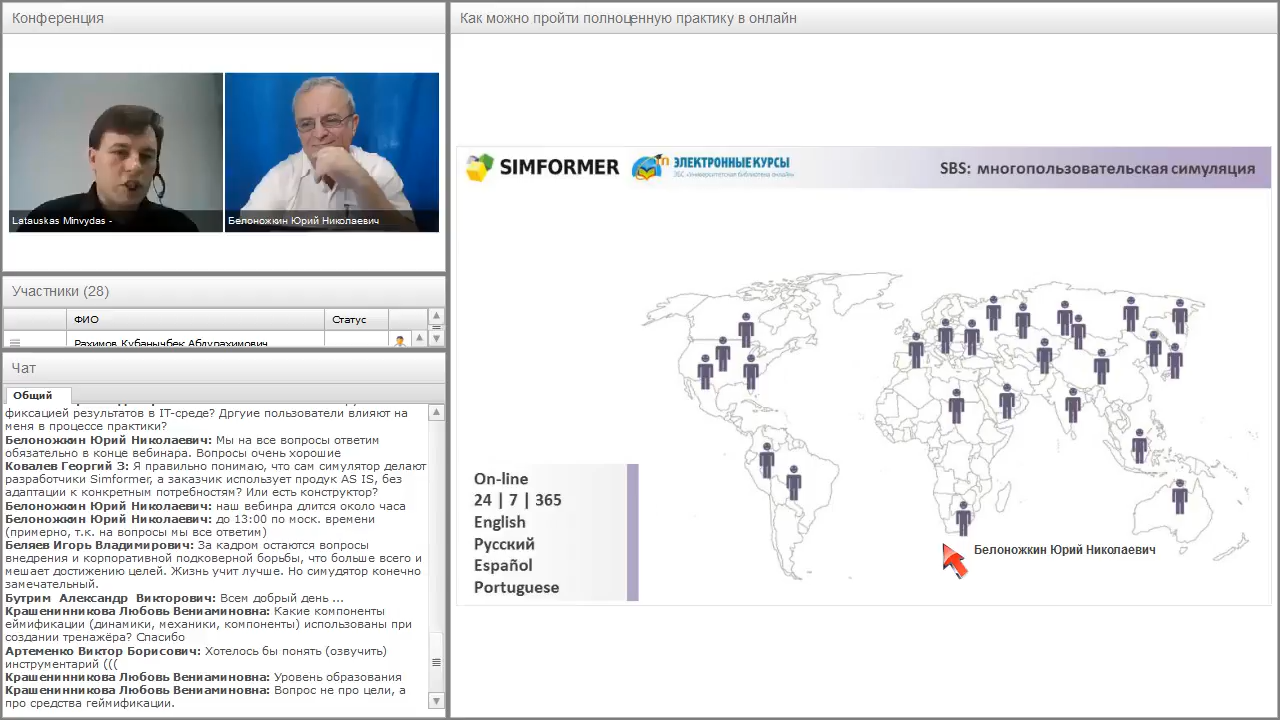 Конференция
Latauskas Minvydas -
Белоножкин Юрий Николаевич
Участники (28)
ФИО
Статус
Рахимов Кубанычбек Абдурахимович
Чат
Общий
фиксацией результатов в IT-среде? Дргуие пользователи влияют на
меня в процессе практики?
Белоножкин Юрий Николаевич: Мы на все вопросы ответим
обязательно в конце вебинара. Вопросы очень хорошие
Ковалев Георгий З: Я правильно понимаю, что сам симулятор делают
разработчики Simformer, а заказчик использует продук AS IS, без
адаптации к конкретным потребностям? Или есть конструктор?
Белоножкин Юрий Николаевич: наш вебинра длится около часа
Белоножкин Юрий Николаевич: до 13:00 по моск. времени
(примерно, т.к. на вопросы мы все ответим)
Беляев Игорь Владимирович: За кадром остаются вопросы
внедрения и корпоративной подковерной борьбы, что больше всего и
мешает достижению целей. Жизнь учит лучше. Но симудятор конечно
замечательный.
Бутрим Александр Викторович: Всем добрый день ...
Крашенинникова Любовь Вениаминовна: Какие компоненты
геймификации (динамики, механики, компоненты) использованы при
создании тренажёра? Спасибо
Артеменко Виктор Борисович: Хотелось бы понять (озвучить)
инструментарий (((
Крашенинникова Любовь Вениаминовна: Уровень образования
Крашенинникова Любовь Вениаминовна: Вопрос не про цели, а
про средства геймификации.
Как можно пройти полноценную практику в онлайн
SIMFORMER
ЭЛЕКТРОННЫЕ КУРСЫ
ЭБС «Университетская библиотека онлайн»
SBS: многопользовательская симуляция
On-line
24 | 7 | 365
English
Русский
Español
Portuguese
Белоножкин Юрий Николаевич